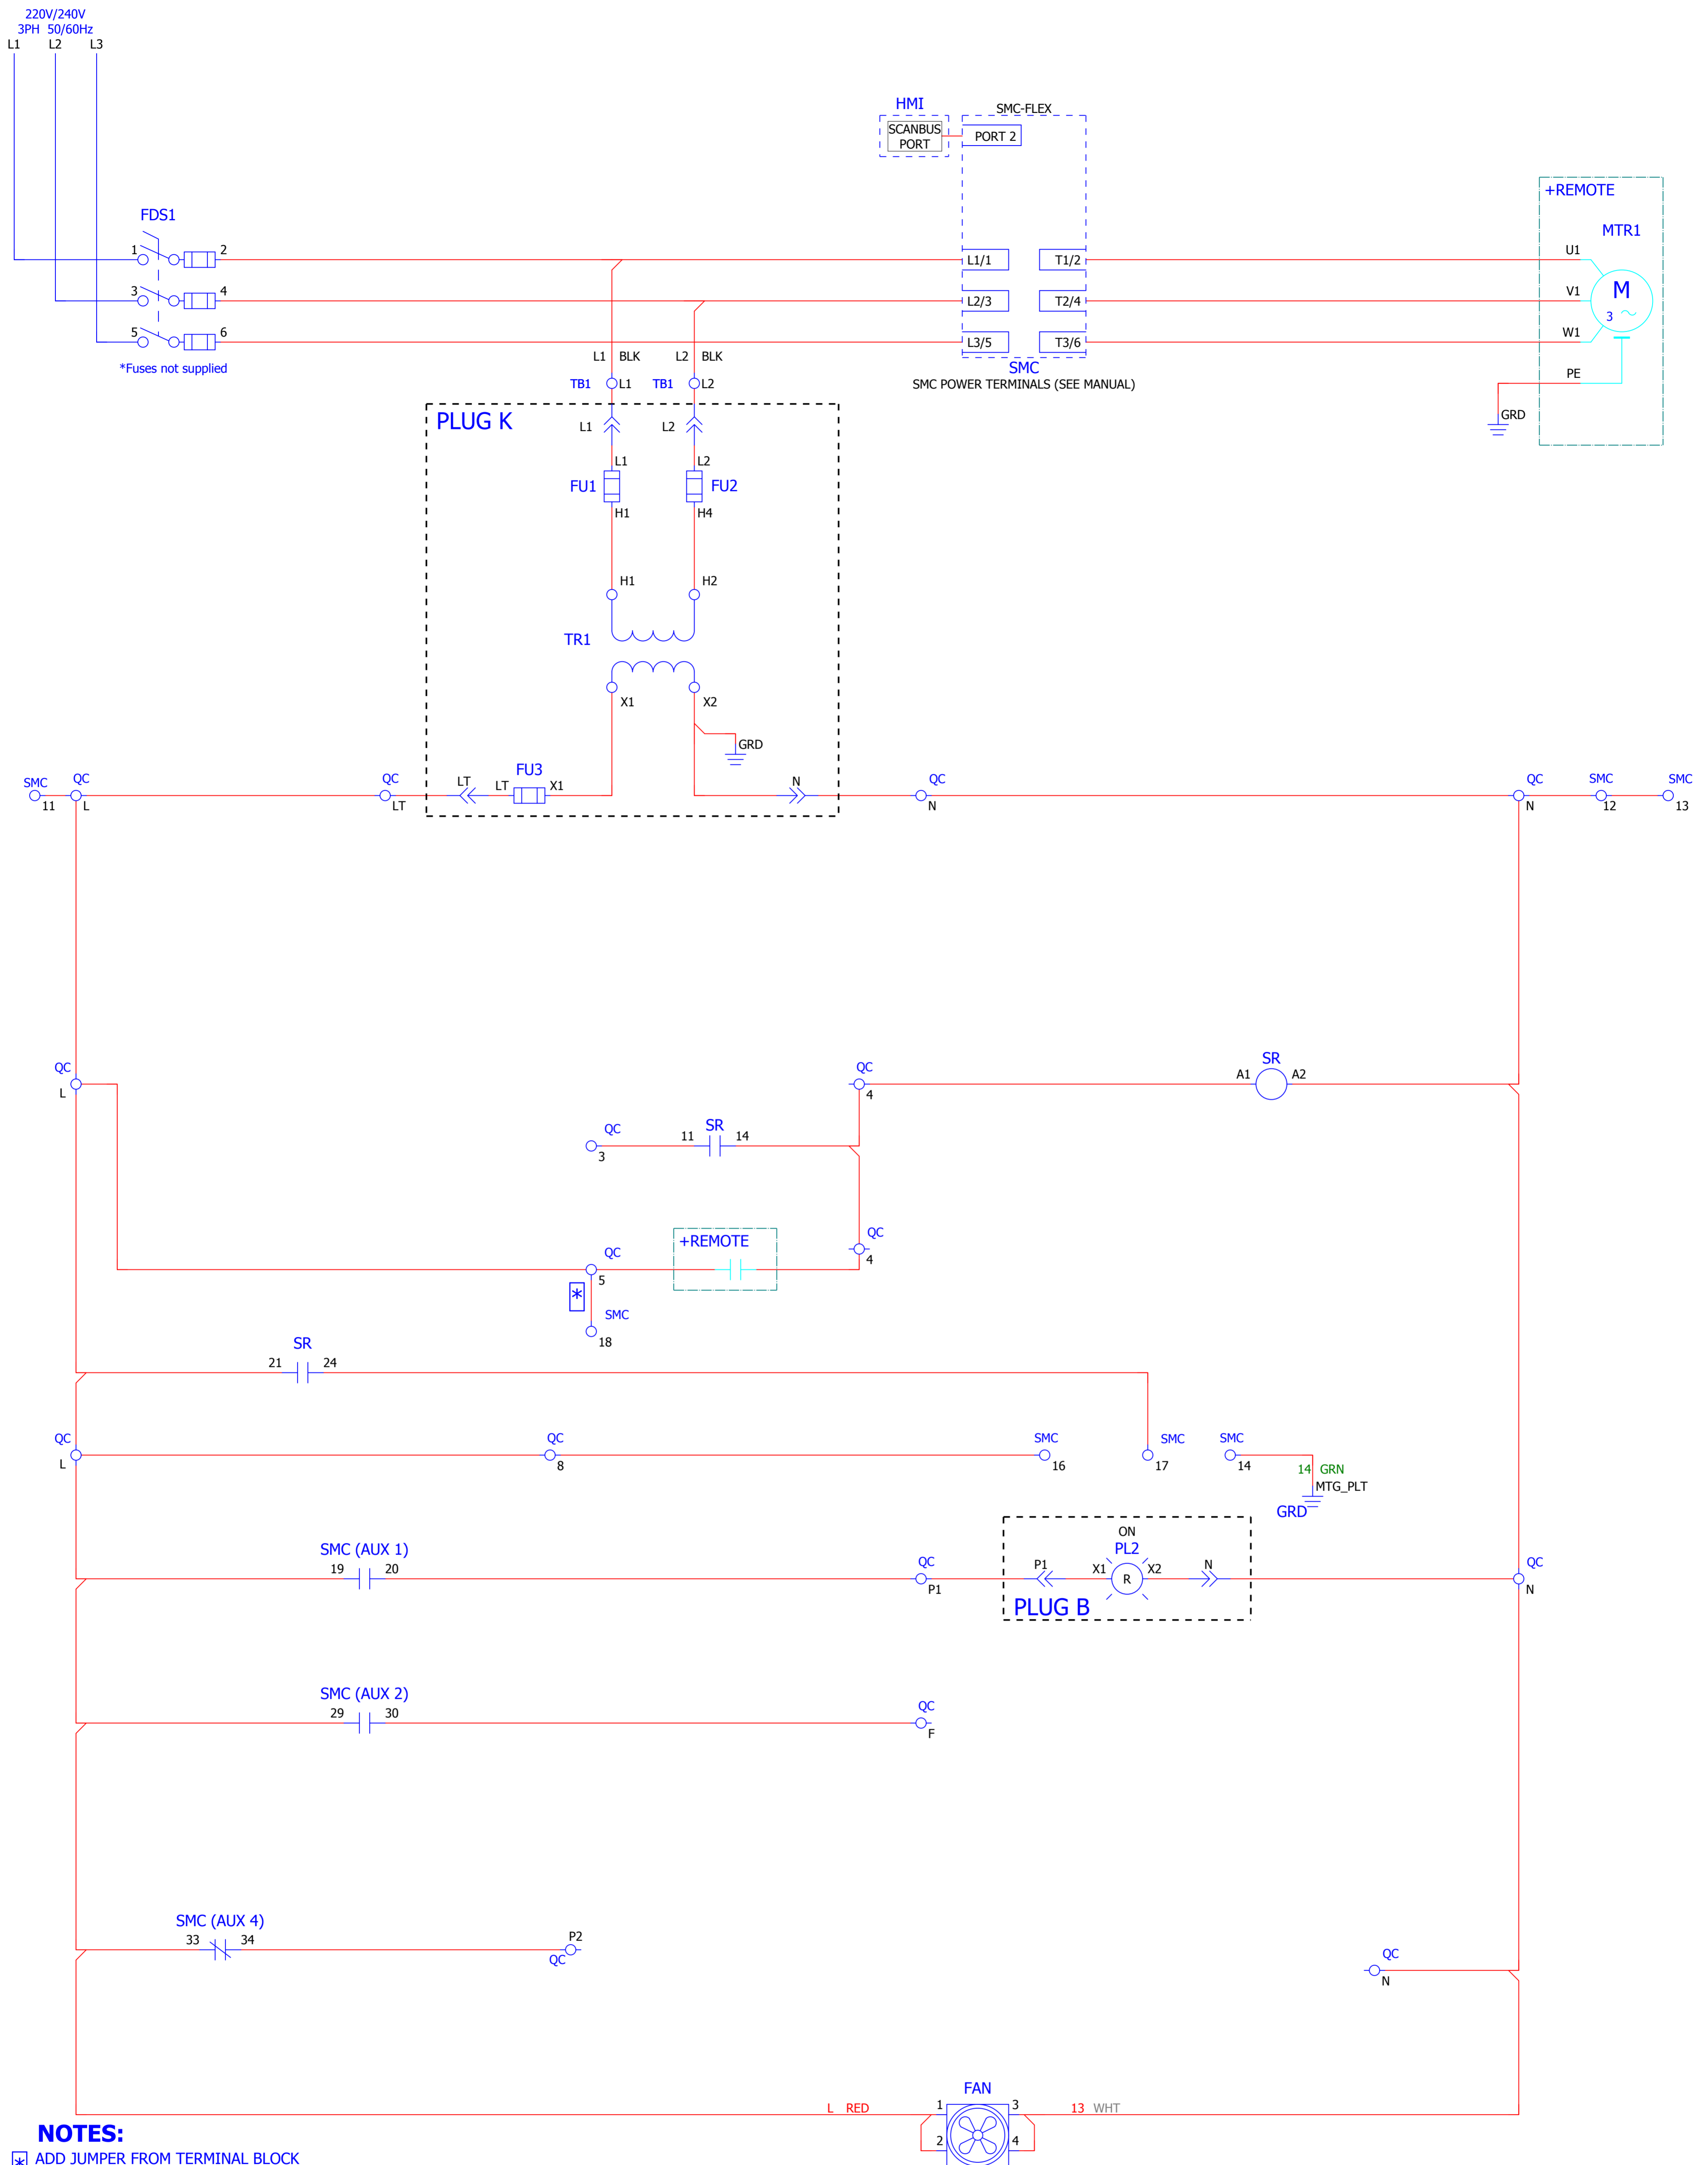 220V/240V
3PH 50/60Hz
L1 L2 L3
HMI
SMC-FLEX
SCANBUS
PORT
PORT 2
+REMOTE
MTR1
FDS1
1 2
L1/1 T1/2
U1
3 4
L2/3 T2/4
V1
M
3
5 6
L3/5 T3/6
W1
*Fuses not supplied
L1 BLK L2 BLK
SMC
SMC POWER TERMINALS (SEE MANUAL)
PE
GRD
TB1 L1 TB1 L2
PLUG K
L1 L2
L1 L2
FU1 FU2
H1 H4
H1 H2
TR1
X1 X2
GRD
SMC QC QC LT LT FU3 X1 N QC QC SMC SMC
11 L LT N N 12 13
QC QC SR
L 4 A1 A2
QC 11 SR 14
3
+REMOTE
QC QC
5 4
*
SMC
18
SR
21 24
QC QC SMC SMC SMC
L 8 16 17 14
14 GRN
MTG_PLT
GRD
SMC (AUX 1)
19 20
QC
P1
ON
PL2
P1 X1 R X2 N
PLUG B
QC
N
SMC (AUX 2)
29 30
QC
F
SMC (AUX 4)
33 34
P2
QC
QC
N
FAN
L RED 1 3 13 WHT
2 4
NOTES:
* ADD JUMPER FROM TERMINAL BLOCK